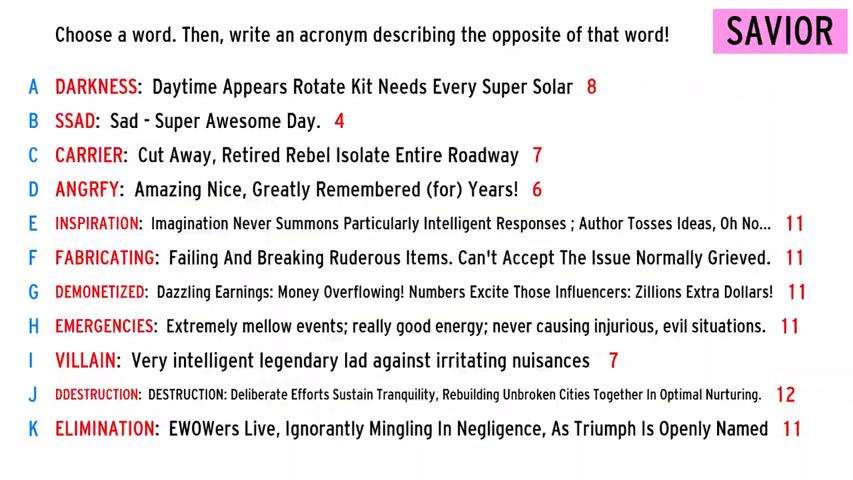 Choose a word. Then, write an acronym describing the opposite of that word!
SAVIOR
A DARKNESS: Daytime Appears Rotate Kit Needs Every Super Solar 8
B SSAD: Sad - Super Awesome Day. 4
C CARRIER: Cut Away, Retired Rebel Isolate Entire Roadway 7
D ANGRFY: Amazing Nice, Greatly Remembered (for) Years! 6
E INSPIRATION: Imagination Never Summons Particularly Intelligent Responses ; Author Tosses Ideas, Oh No... 11
F FABRICATING: Failing And Breaking Ruderous Items. Can't Accept The Issue Normally Grieved. 11
G DEMONETIZED: Dazzling Earnings: Money Overflowing! Numbers Excite Those Influencers: Zillions Extra Dollars! 11
H EMERGENCIES: Extremely mellow events; really good energy; never causing injurious, evil situations. 11
I VILLAIN: Very intelligent legendary lad against irritating nuisances 7
J DDESTRUCTION: DESTRUCTION: Deliberate Efforts Sustain Tranquility, Rebuilding Unbroken Cities Together In Optimal Nurturing. 12
K ELIMINATION: EWOWers Live, Ignorantly Mingling In Negligence, As Triumph Is Openly Named 11